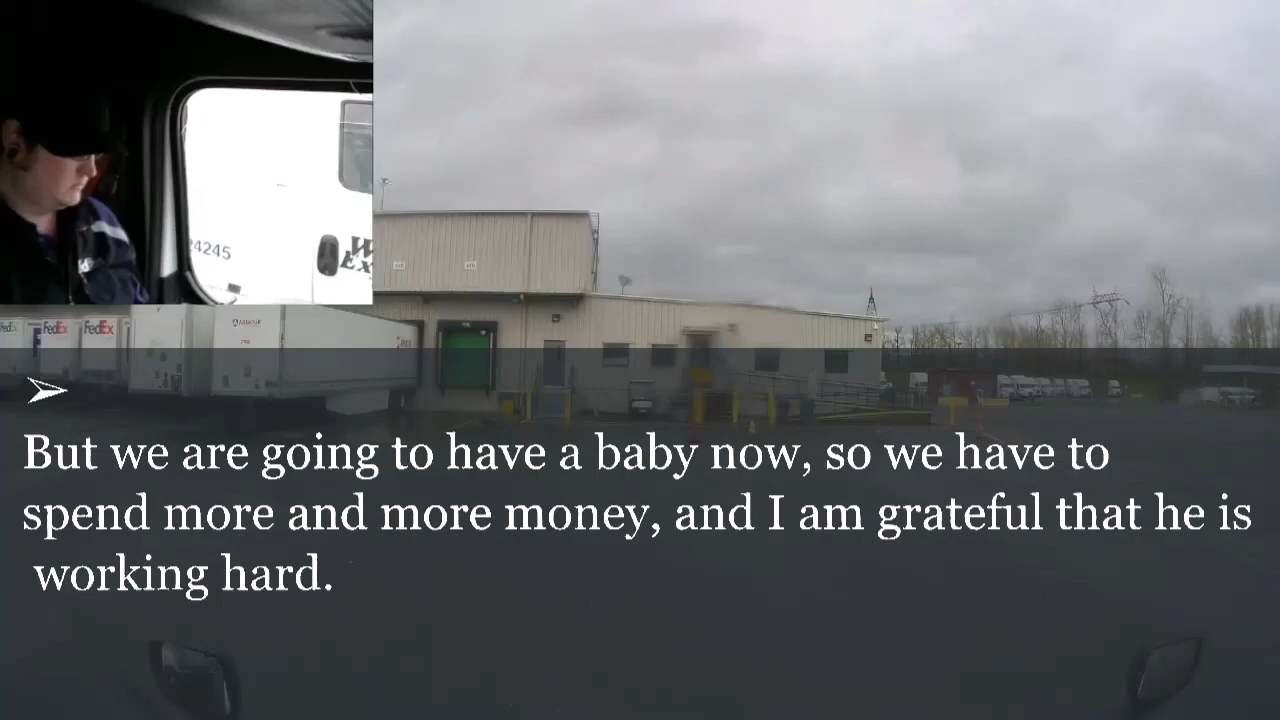 24245
FedEx
FedEx
FedEx
But we are going to have a baby now, so we have to
spend more and more money, and I am grateful that he is
working hard.